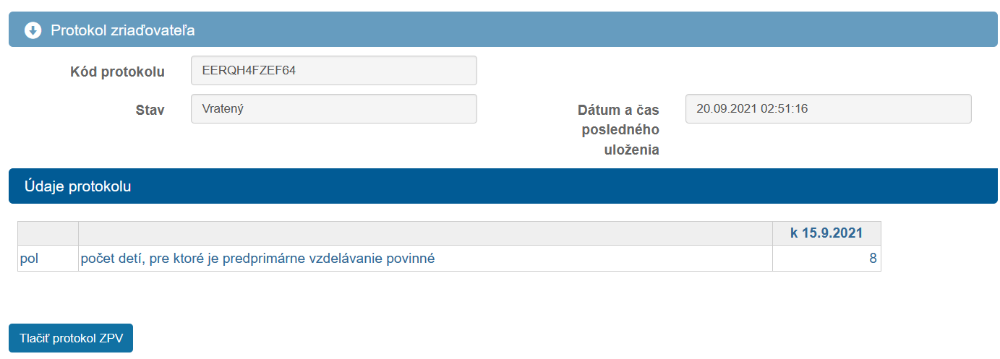 Protokol zriaďovateľa
Kód protokolu EERQH4FZEF64
Stav Vratený Dátum a čas posledného uloženia 20.09.2021 02:51:16
Údaje protokolu
k 15.9.2021
pol počet detí, pre ktoré je predprimárne vzdelávanie povinné 8
Tlačiť protokol ZPV